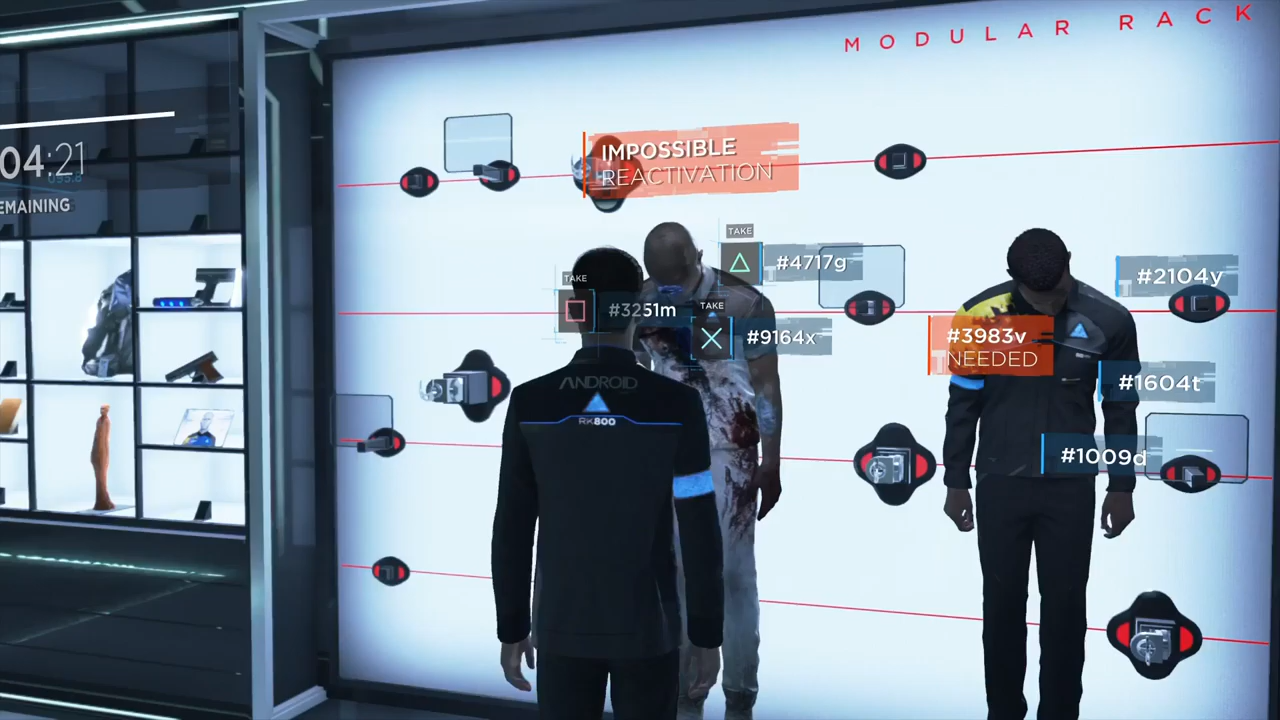 MODULAR RACK
04:21
EMAINING
IMPOSSIBLE
REACTIVATION
TAKE
#4717g
TAKE
#3251m
TAKE
#9164x
#2104y
#3983v
NEEDED
#1604t
#1009d
ANDROID
RK800